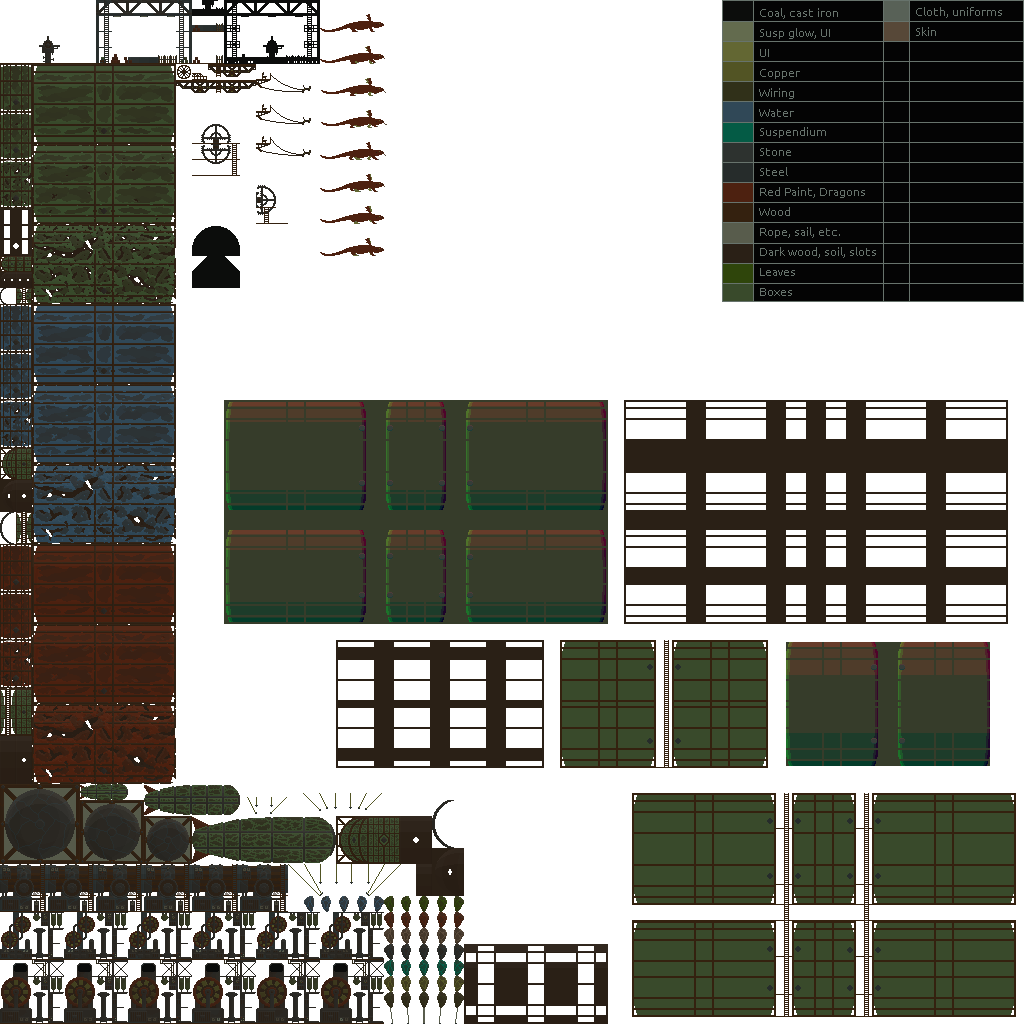 Coal, cast iron
Cloth, uniforms
Susp glow, UI
Skin
UI
Copper
Wiring
Water
Suspendium
Stone
Steel
Red Paint, Dragons
Wood
Rope, sail, etc.
Dark wood, soil, slots
Leaves
Boxes